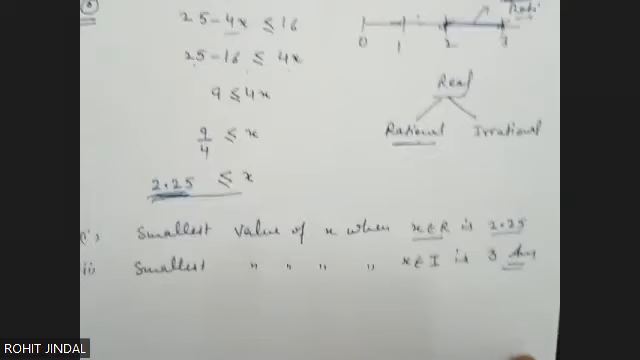 25-4x ≤ 16
25-16 ≤ 4x
9 ≤ 4x
9/4 ≤ x
2.25 ≤ x
0 1 2 3
Real
Rational Irrational
i) Smallest value of x when x∈R is 2.25
ii) Smallest " " " " x∈I is 3 Ans
ROHIT JINDAL